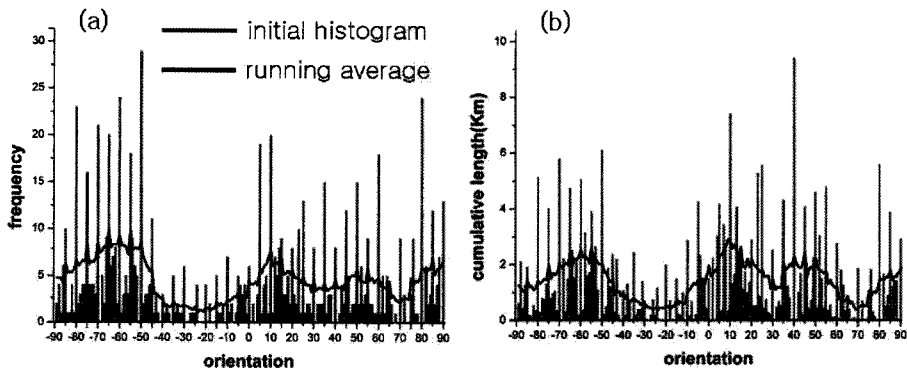 (a)
initial histogram
running average
30
25
20
15
10
5
0
frequency
-90 -80 -70 -60 -50 -40 -30 -20 -10 0 10 20 30 40 50 60 70 80 90
orientation
(b)
10
8
6
4
2
0
cumulative length(Km)
-90 -80 -70 -60 -50 -40 -30 -20 -10 0 10 20 30 40 50 60 70 80 90
orientation